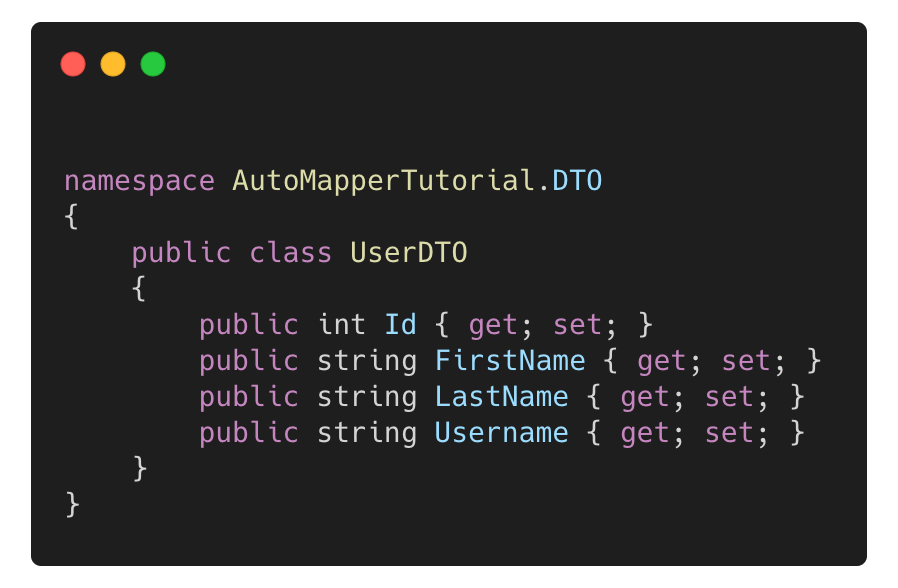 namespace AutoMapperTutorial.DTO
{
    public class UserDTO
    {
        public int Id { get; set; }
        public string FirstName { get; set; }
        public string LastName { get; set; }
        public string Username { get; set; }
    }
}